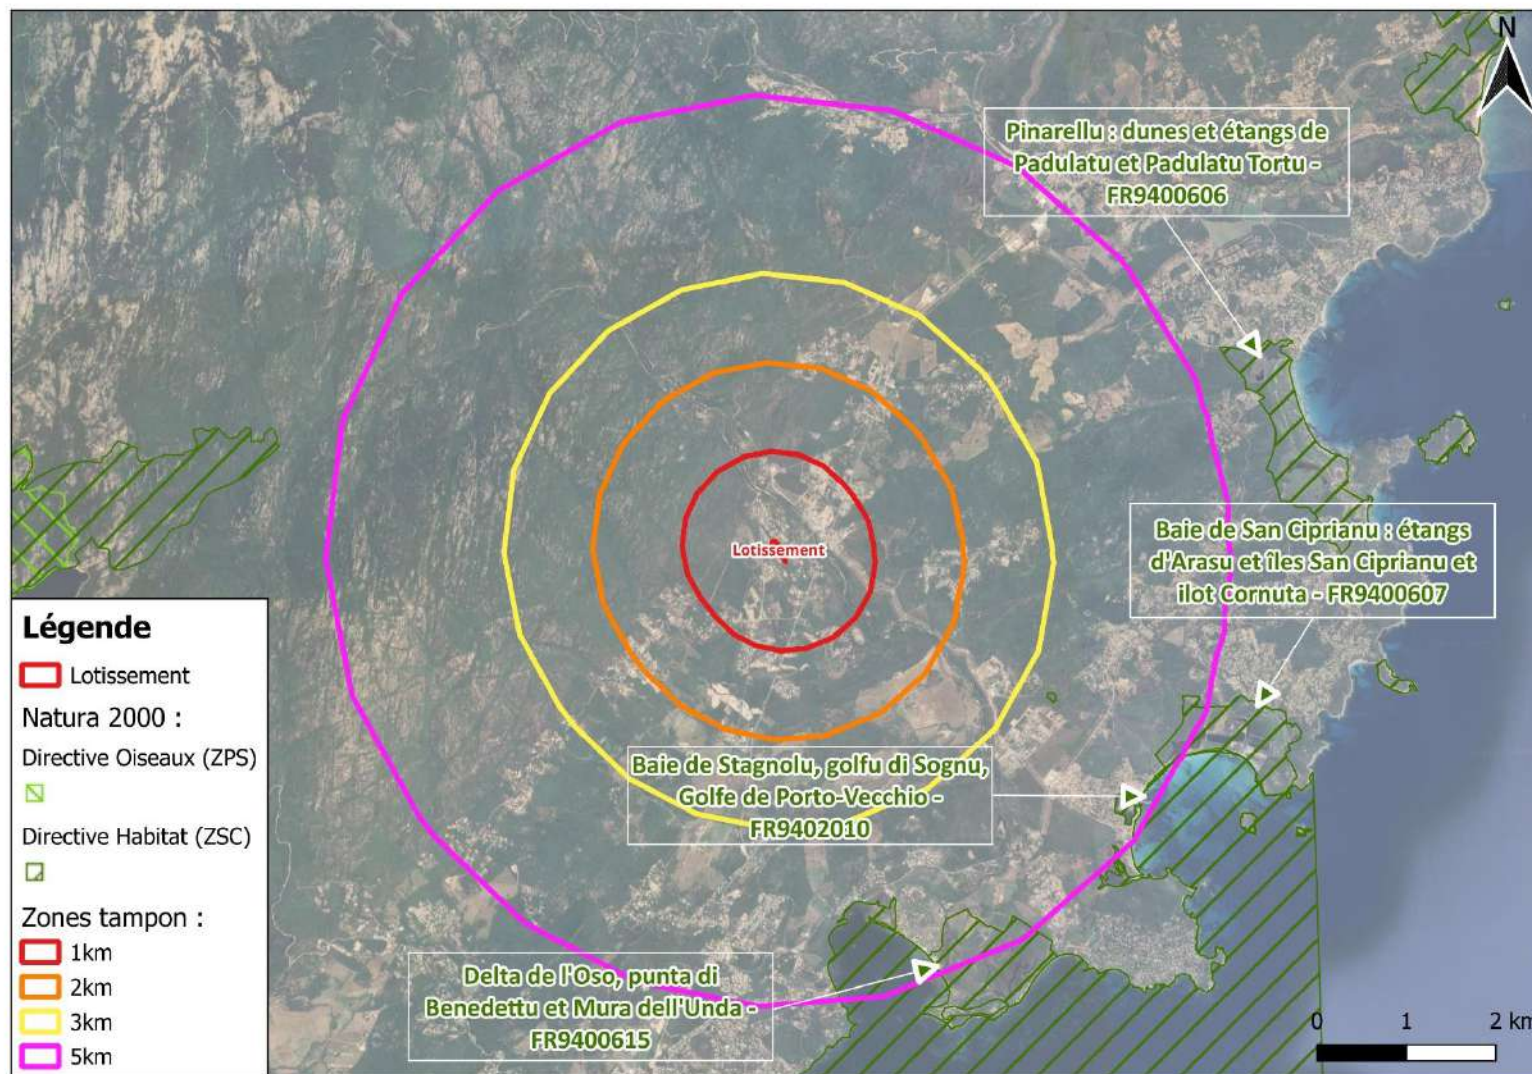 N
Pinarellu : dunes et étangs de
Padulatu et Padulatu Tortu -
FR9400606
Baie de San Ciprianu : étangs
d'Arasu et îles San Ciprianu et
ilot Cornuta - FR9400607
Lotissement
Baie de Stagnolu, golfu di Sognu,
Golfe de Porto-Vecchio -
FR9402010
Delta de l'Oso, punta di
Benedettu et Mura dell'Unda -
FR9400615
Légende
Lotissement
Natura 2000 :
Directive Oiseaux (ZPS)
Directive Habitat (ZSC)
Zones tampon :
1km
2km
3km
5km
0 1 2 km